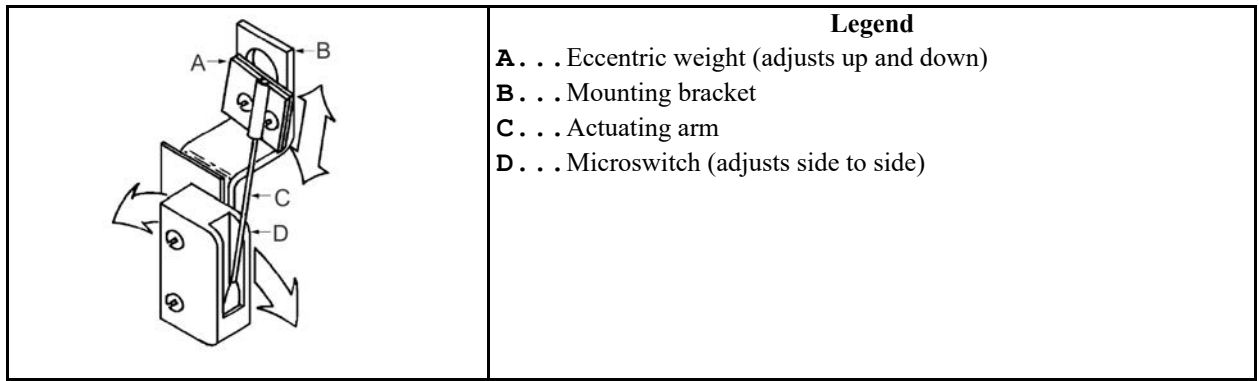 A
B
C
D
Legend
A...Eccentric weight (adjusts up and down)
B...Mounting bracket
C...Actuating arm
D...Microswitch (adjusts side to side)